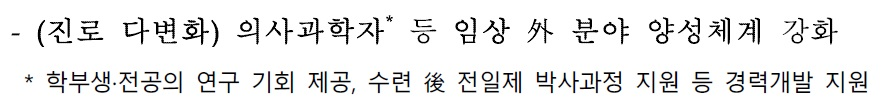 - (진로 다변화) 의사과학자* 등 임상 外 분야 양성체계 강화
* 학부생·전공의 연구 기회 제공, 수련 後 전일제 박사과정 지원 등 경력개발 지원